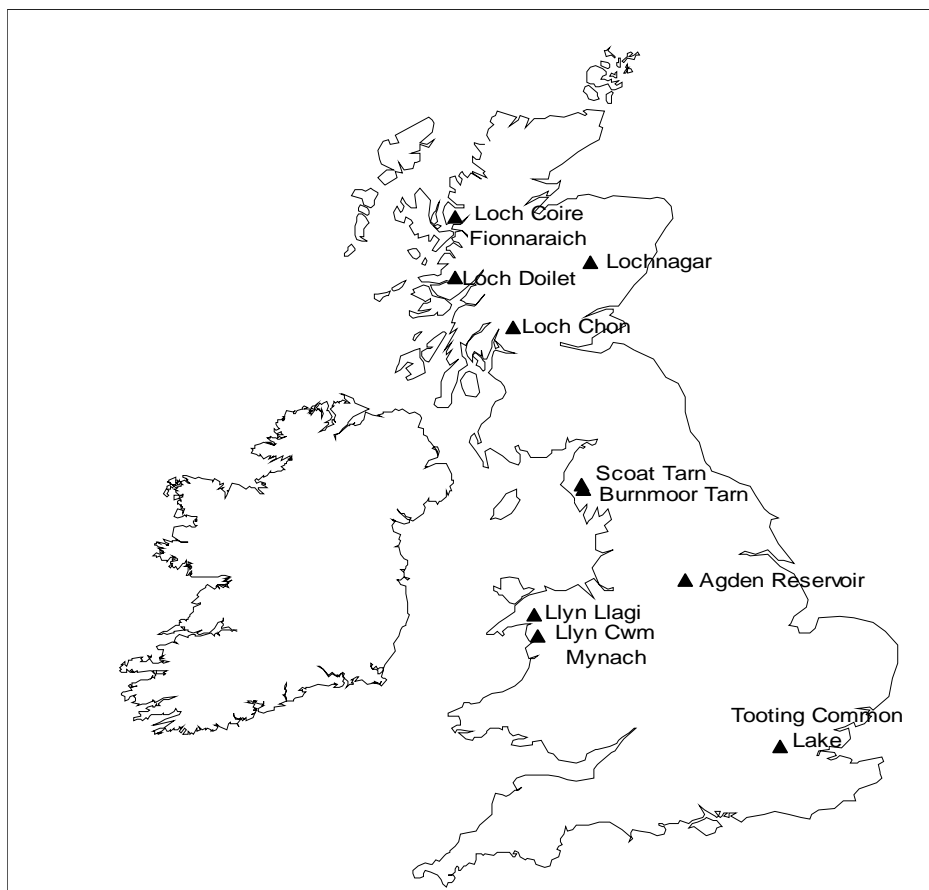 Loch Coire
Fionnaraich
Lochnagar
Loch Doilet
Loch Chon
Scoat Tarn
Burnmoor Tarn
Agden Reservoir
Llyn Llagi
Llyn Cwm
Mynach
Tooting Common
Lake